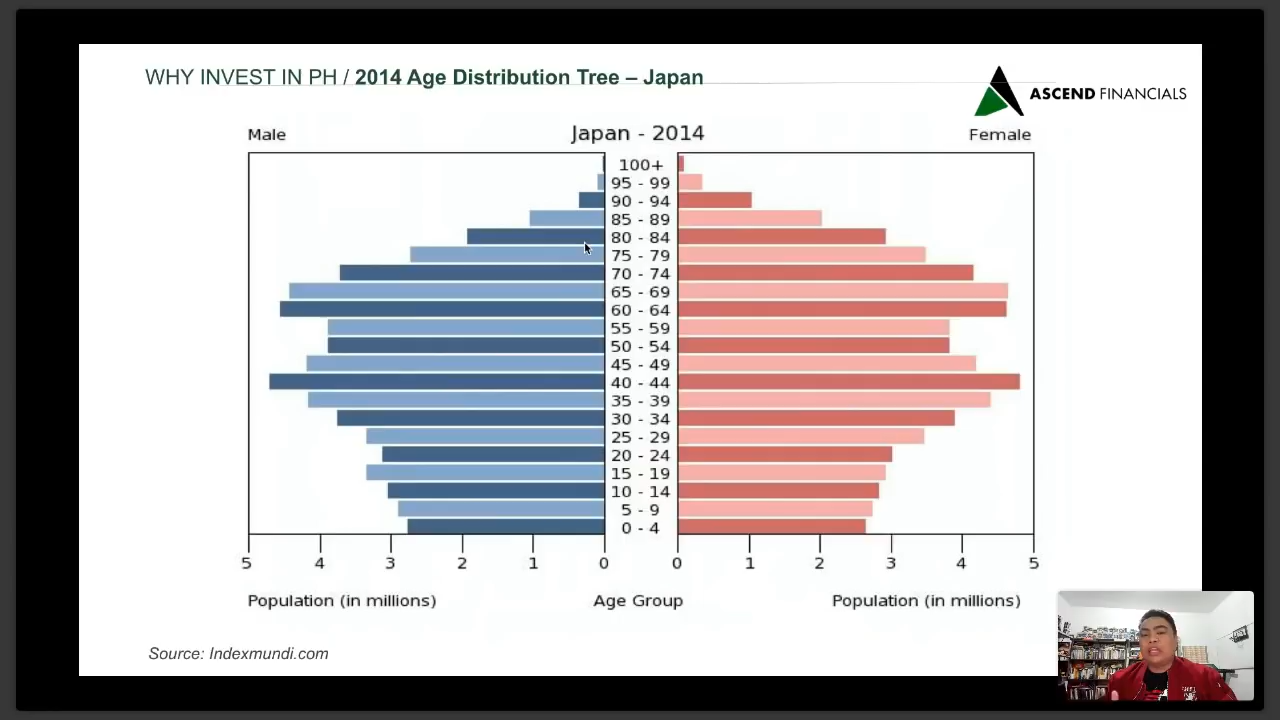 WHY INVEST IN PH / 2014 Age Distribution Tree – Japan
ASCEND FINANCIALS
Male
Japan - 2014
Female
100+
95 - 99
90 - 94
85 - 89
80 - 84
75 - 79
70 - 74
65 - 69
60 - 64
55 - 59
50 - 54
45 - 49
40 - 44
35 - 39
30 - 34
25 - 29
20 - 24
15 - 19
10 - 14
5 - 9
0 - 4
5 4 3 2 1 0 0 1 2 3 4 5
Population (in millions) Age Group Population (in millions)
Source: Indexmundi.com